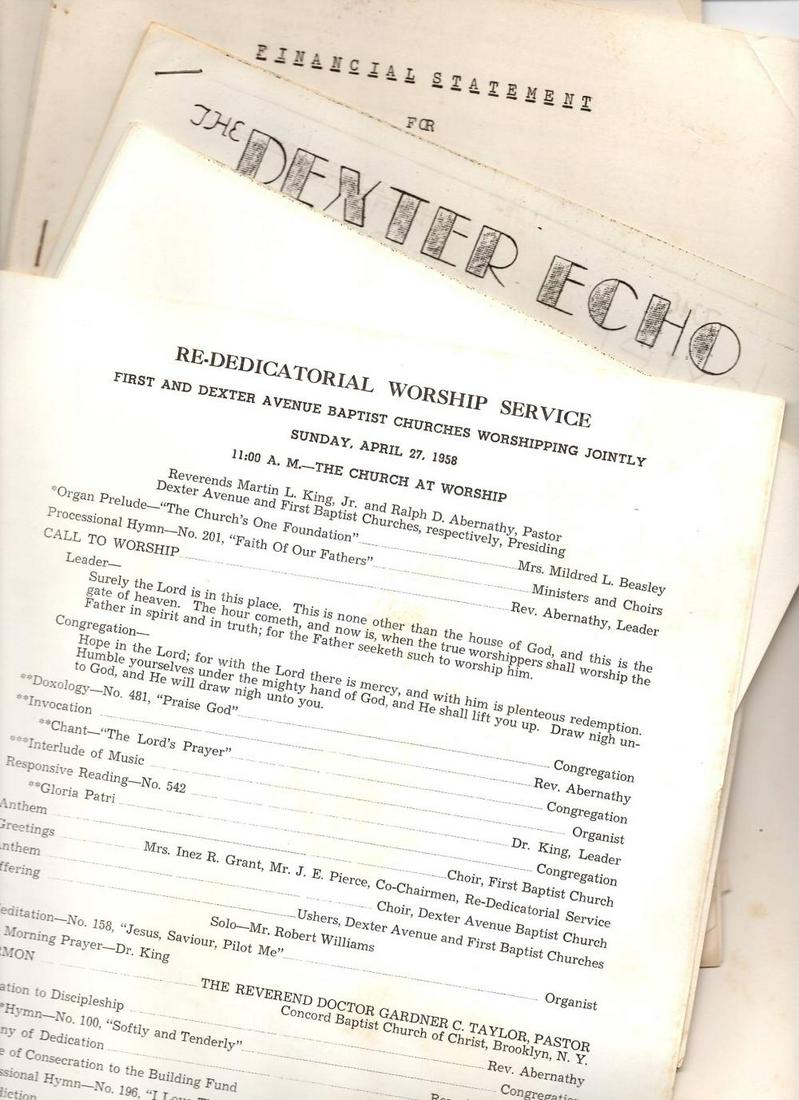 FINANCIAL STATEMENT
FOR
THE DEXTER ECHO
RE-DEDICATORIAL WORSHIP SERVICE
FIRST AND DEXTER AVENUE BAPTIST CHURCHES WORSHIPPING JOINTLY
SUNDAY, APRIL 27, 1958
11:00 A. M.—THE CHURCH AT WORSHIP
Reverends Martin L. King, Jr. and Ralph D. Abernathy, Pastor
Dexter Avenue and First Baptist Churches, respectively, Presiding
*Organ Prelude—"The Church's One Foundation" Mrs. Mildred L. Beasley
Processional Hymn—No. 201, "Faith Of Our Fathers" Ministers and Choirs
CALL TO WORSHIP Rev. Abernathy, Leader
Leader—
Surely the Lord is in this place. This is none other than the house of God, and this is the
gate of heaven. The hour cometh, and now is, when the true worshippers shall worship the
Father in spirit and in truth; for the Father seeketh such to worship him.
Congregation—
Hope in the Lord; for with the Lord there is mercy, and with him is plenteous redemption.
Humble yourselves under the mighty hand of God, and He shall lift you up. Draw nigh un-
to God, and He will draw nigh unto you.
**Doxology—No. 481, "Praise God" Congregation
**Invocation Rev. Abernathy
**Chant—"The Lord's Prayer" Congregation
***Interlude of Music Organist
Responsive Reading—No. 542 Dr. King, Leader
**Gloria Patri Congregation
Anthem Choir, First Baptist Church
Greetings Mrs. Inez R. Grant, Mr. J. E. Pierce, Co-Chairmen, Re-Dedicatorial Service
nthem Choir, Dexter Avenue Baptist Church
ffering Ushers, Dexter Avenue and First Baptist Churches
Solo—Mr. Robert Williams
editation—No. 158, "Jesus, Saviour, Pilot Me" Organist
Morning Prayer—Dr. King
RMON THE REVEREND DOCTOR GARDNER C. TAYLOR, PASTOR
Concord Baptist Church of Christ, Brooklyn, N. Y.
ation to Discipleship Rev. Abernathy
*Hymn—No. 100, "Softly and Tenderly" Congrega
ny of Dedication Re
e of Consecration to the Building Fund
ssional Hymn—No. 196, "I Lo
diction